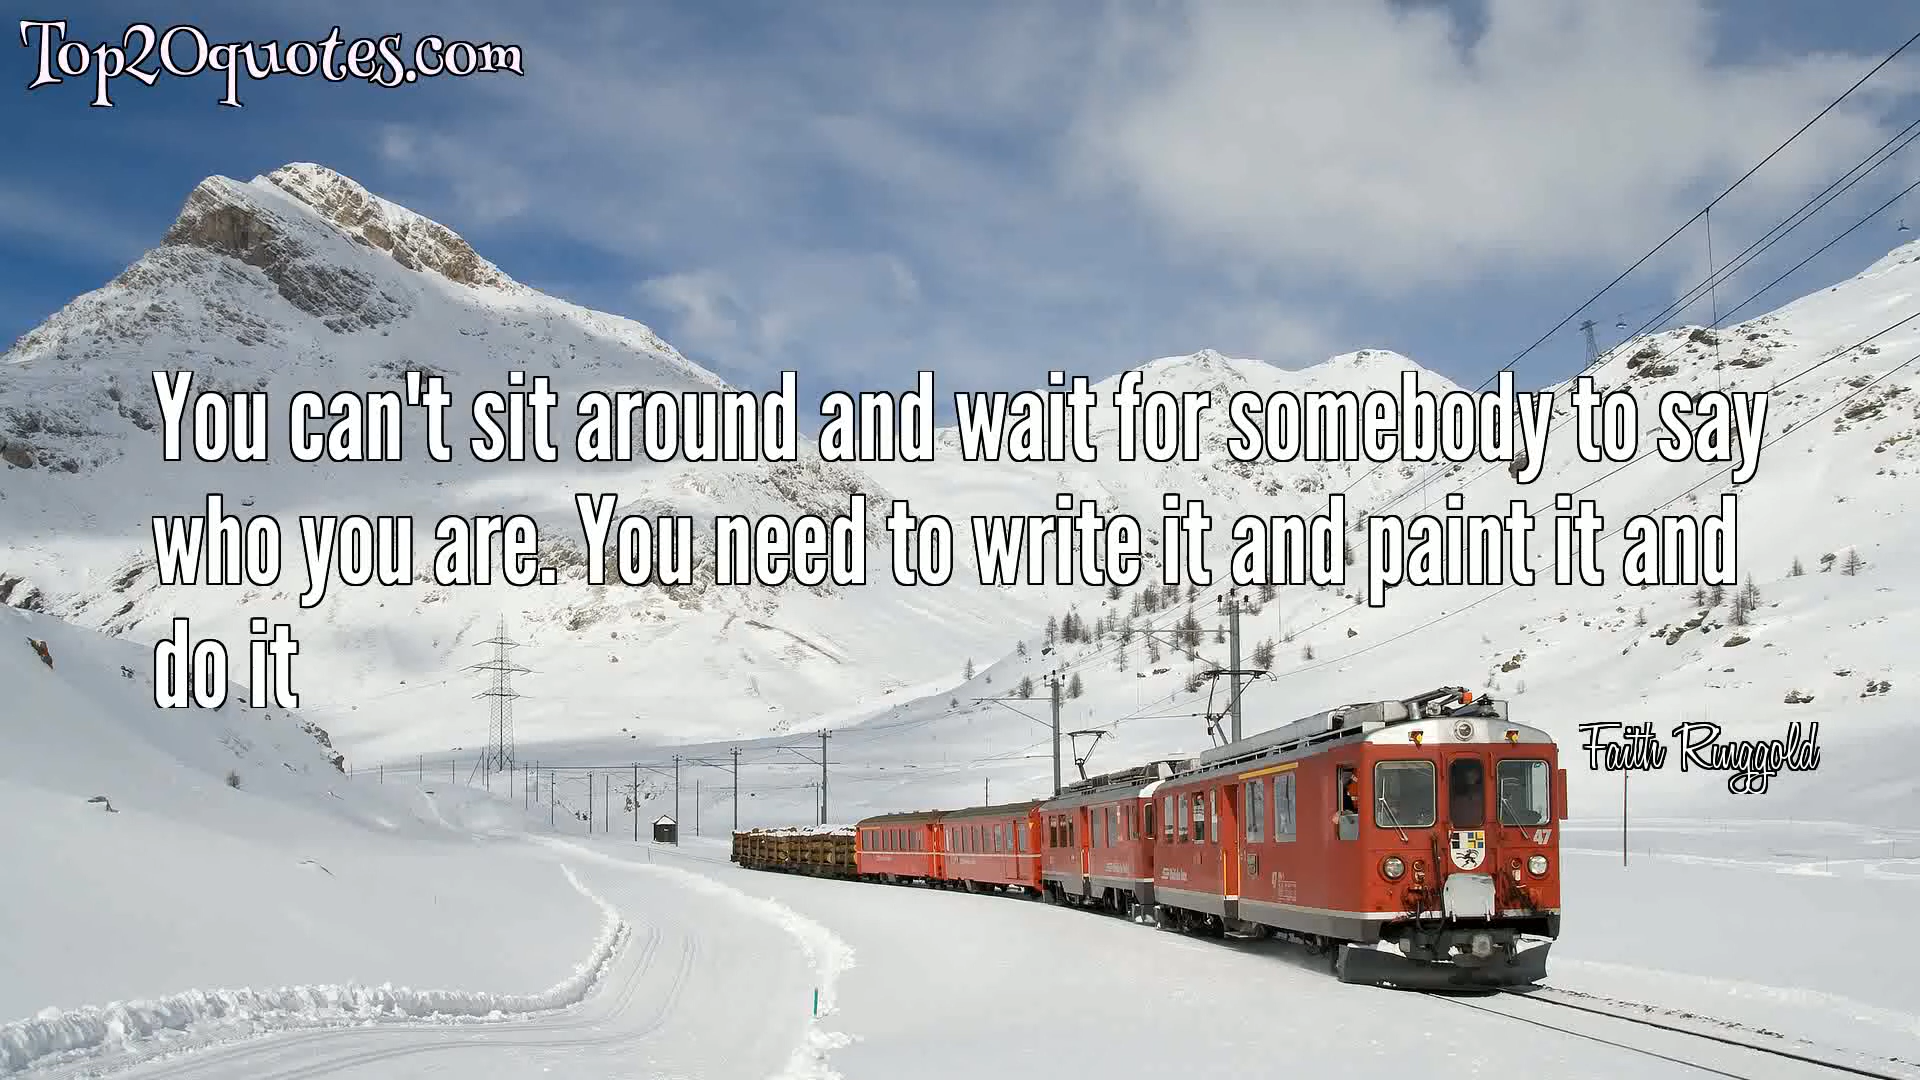 Top20quotes.com
You can't sit around and wait for somebody to say
who you are. You need to write it and paint it and
do it
Faith Ringgold
47